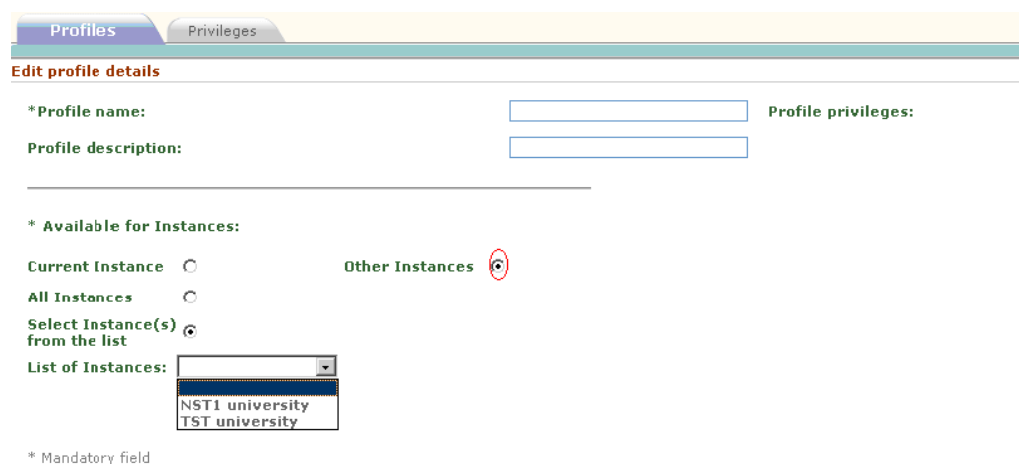 Profiles Privileges
Edit profile details
*Profile name: Profile privileges:
Profile description:
* Available for Instances:
Current Instance Other Instances
All Instances
Select Instance(s)
from the list
List of Instances:
NST1 university
TST university
* Mandatory field